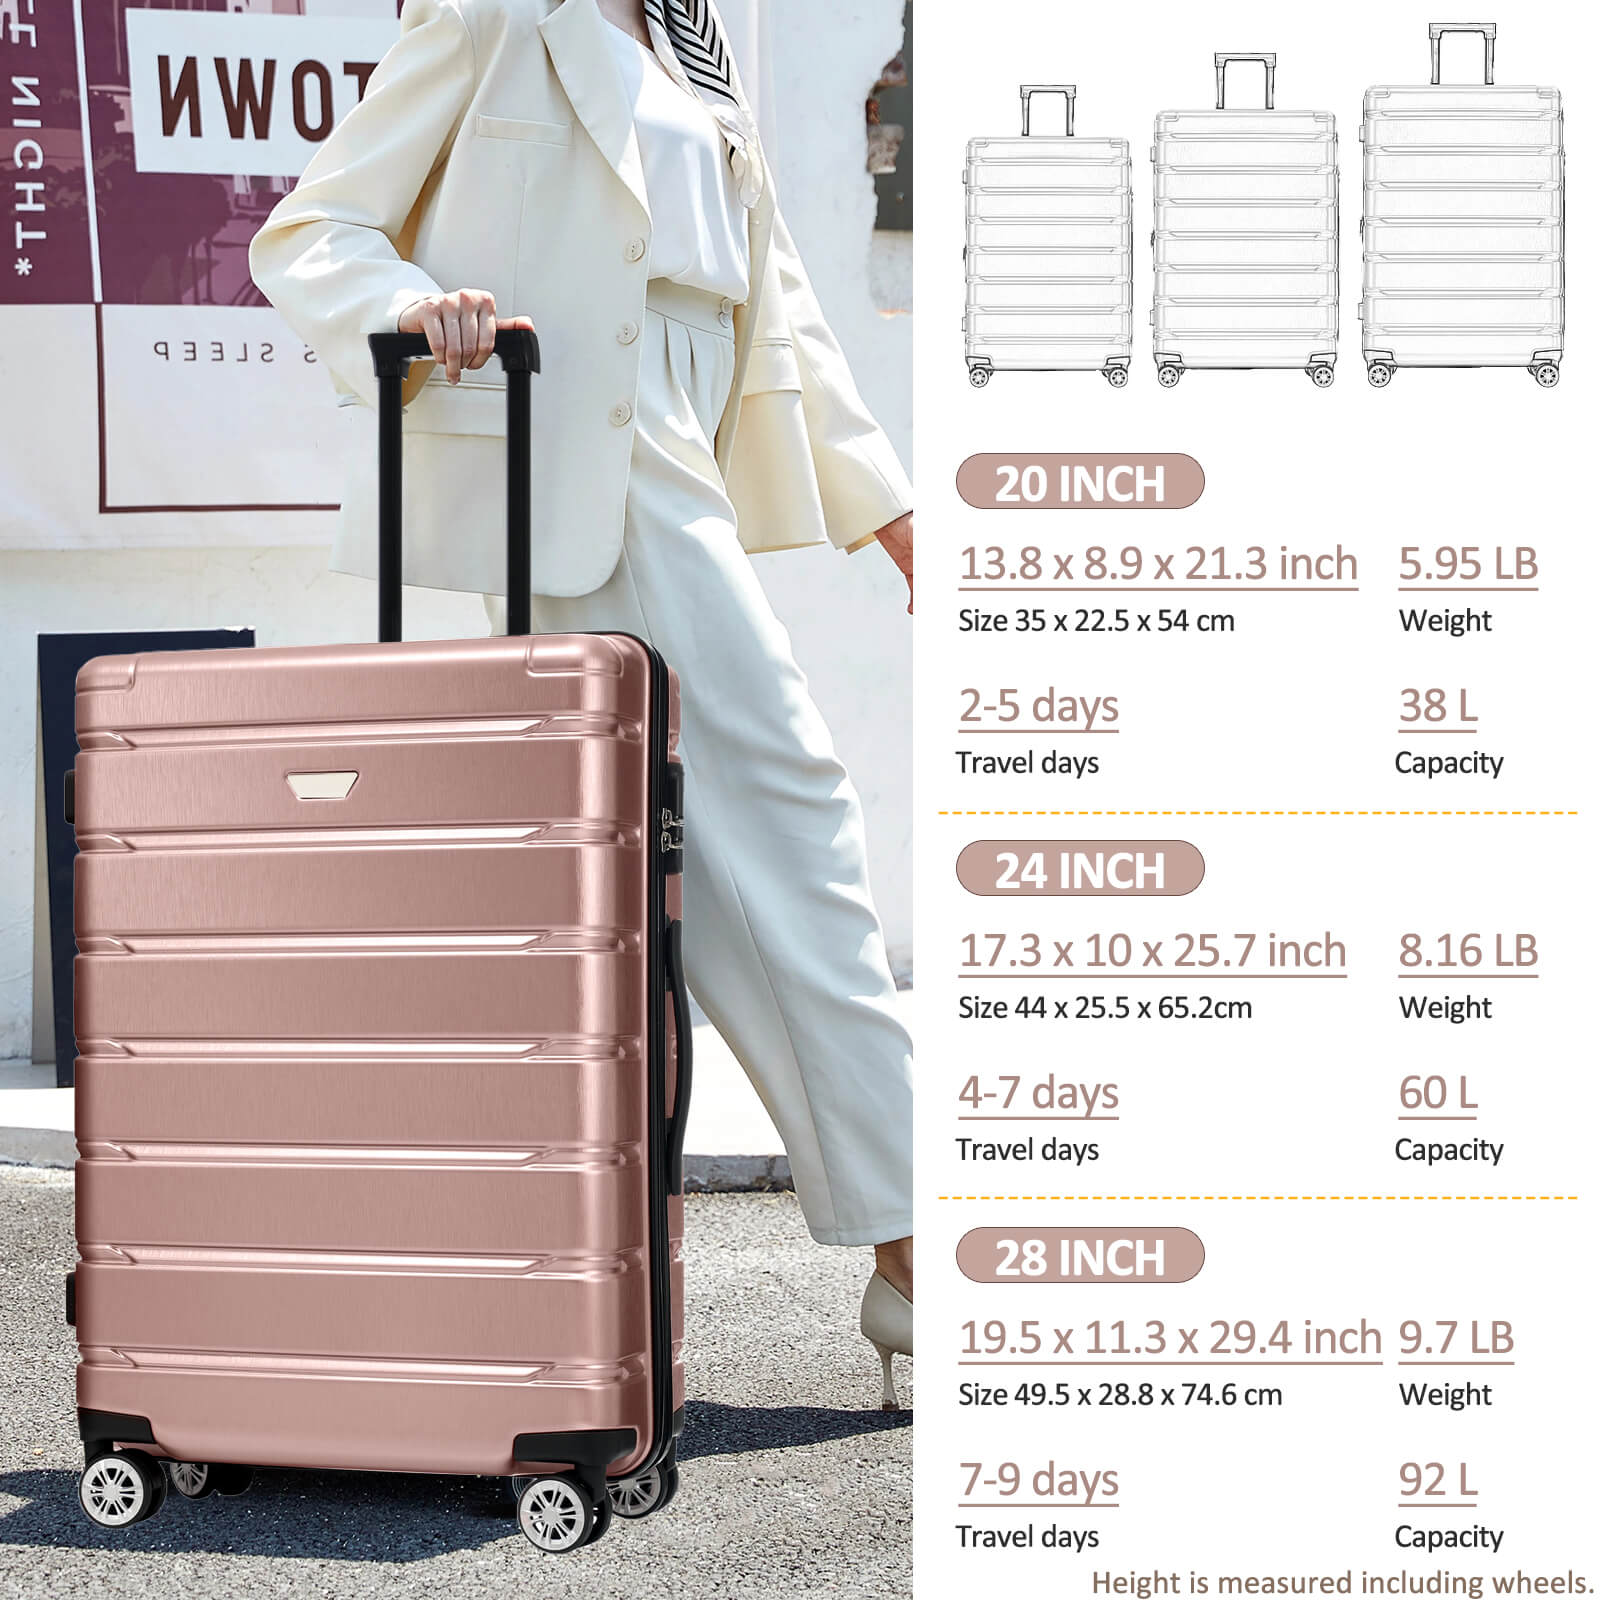 NIGHT*
TOWN
S SLEEP
20 INCH
13.8 x 8.9 x 21.3 inch
5.95 LB
Size 35 x 22.5 x 54 cm
Weight
2-5 days
38 L
Travel days
Capacity
24 INCH
17.3 x 10 x 25.7 inch
8.16 LB
Size 44 x 25.5 x 65.2cm
Weight
4-7 days
60 L
Travel days
Capacity
28 INCH
19.5 x 11.3 x 29.4 inch
9.7 LB
Size 49.5 x 28.8 x 74.6 cm
Weight
7-9 days
92 L
Travel days
Capacity
Height is measured including wheels.